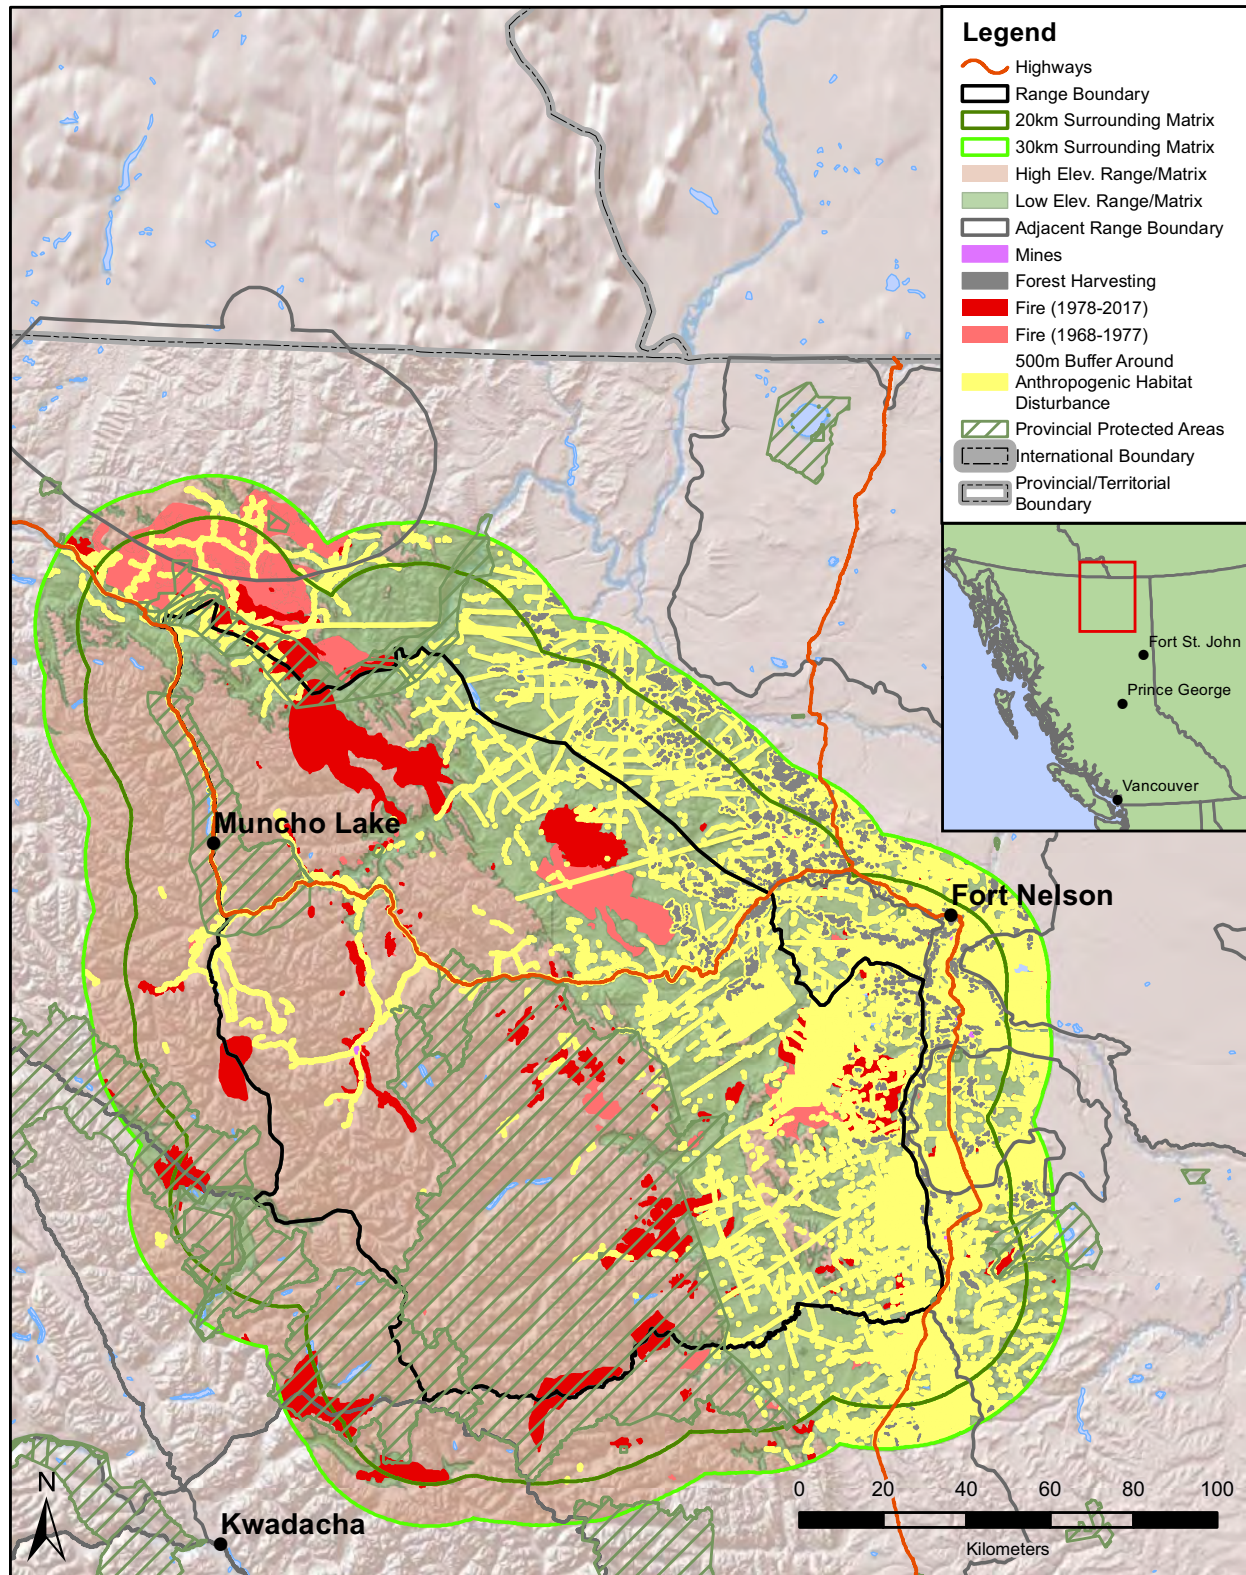 Legend
Highways
Range Boundary
20km Surrounding Matrix
30km Surrounding Matrix
High Elev. Range/Matrix
Low Elev. Range/Matrix
Adjacent Range Boundary
Mines
Forest Harvesting
Fire (1978-2017)
Fire (1968-1977)
500m Buffer Around
Anthropogenic Habitat
Disturbance
Provincial Protected Areas
International Boundary
Provincial/Territorial
Boundary
Fort St. John
Prince George
Vancouver
Muncho Lake
Fort Nelson
Kwadacha
N
0 20 40 60 80 100
Kilometers